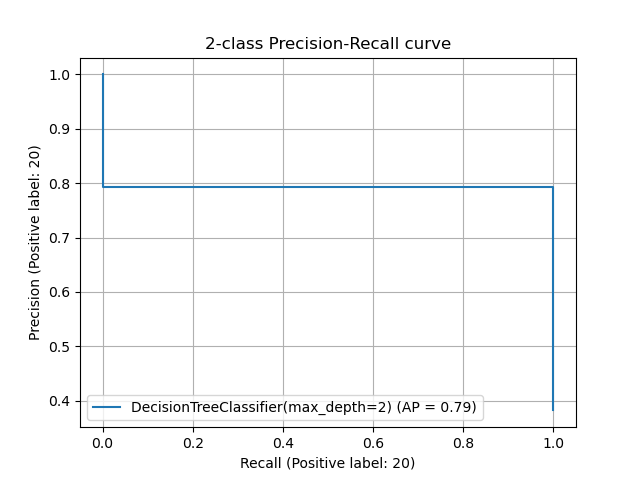 2-class Precision-Recall curve
Precision (Positive label: 20)
1.0
0.9
0.8
0.7
0.6
0.5
0.4
DecisionTreeClassifier(max_depth=2) (AP = 0.79)
0.0 0.2 0.4 0.6 0.8 1.0
Recall (Positive label: 20)